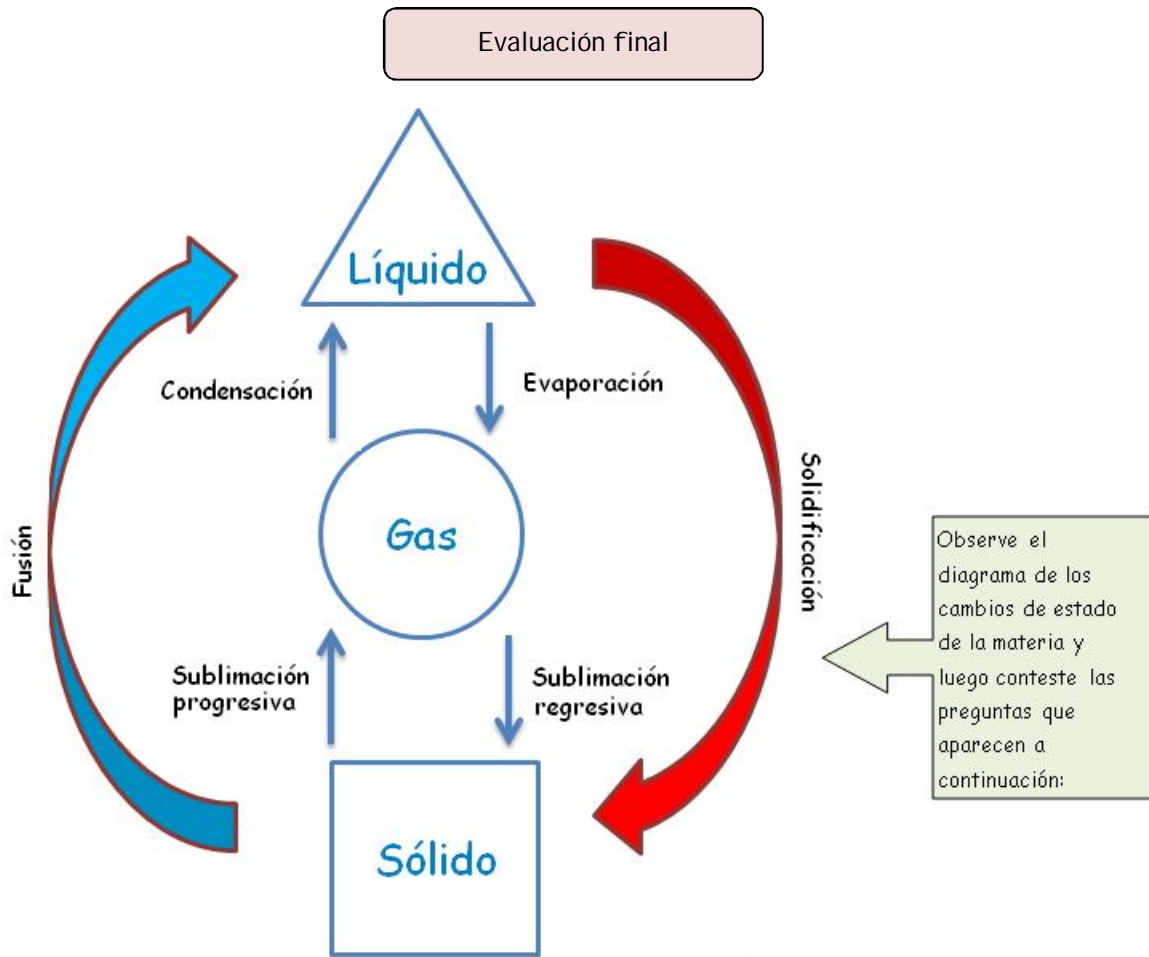 Evaluación final
Líquido
Condensación
Evaporación
Gas
Fusión
Solidificación
Sublimación
progresiva
Sublimación
regresiva
Sólido
Observe el
diagrama de los
cambios de estado
de la materia y
luego conteste las
preguntas que
aparecen a
continuación: